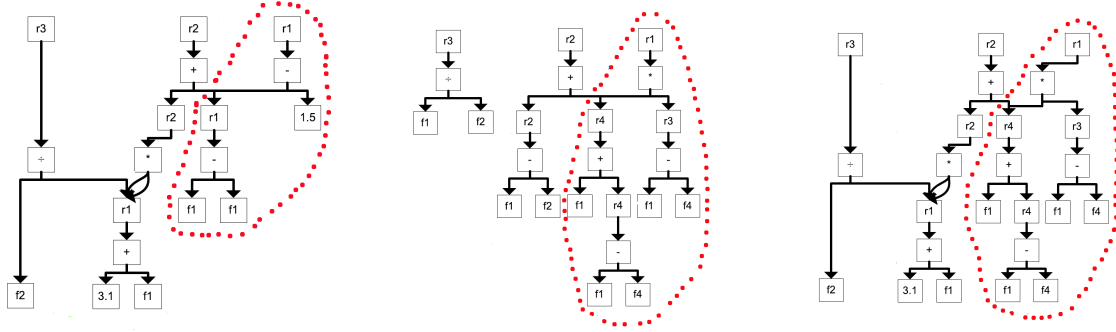 r3 r2 r1
÷ + -
r2 r1 1.5
* -
f1 f1
r1
+
f2 3.1 f1
r3 r2 r1
÷ + *
f1 f2
r2 r4 r3
- + -
f1 f2 f1 r4 f1 f4
-
f1 f4
r3 r2 r1
+ *
r2 r4 r3
÷ * + -
r1 f1 r4 f1 f4
+ -
f2 3.1 f1 f1 f4